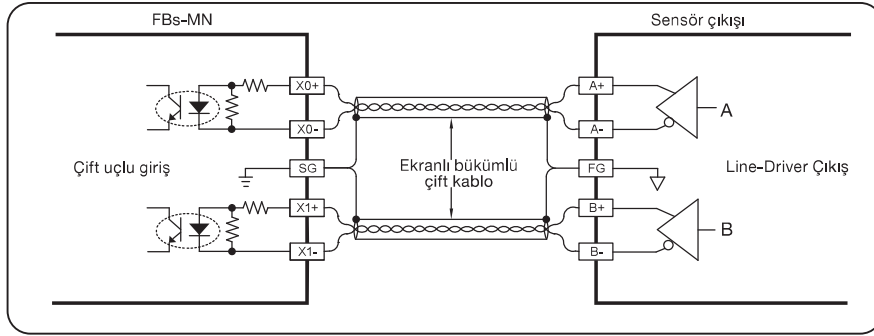 FBs-MN
Sensör çıkışı
X0+
A+
A
X0-
A-
Çift uçlu giriş
SG
Ekranlı bükümlü
çift kablo
FG
Line-Driver Çıkış
X1+
B+
B
X1-
B-